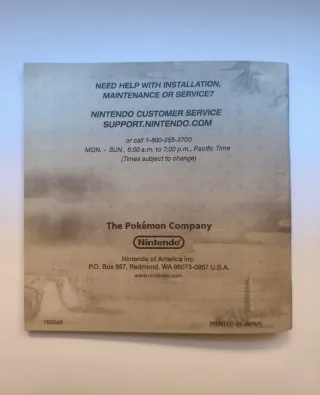 NEED HELP WITH INSTALLATION,
MAINTENANCE OR SERVICE?
NINTENDO CUSTOMER SERVICE
SUPPORT.NINTENDO.COM
or call 1-800-255-3700
MON. - SUN., 6:00 a.m. to 7:00 p.m., Pacific Time
(Times subject to change)
The Pokémon Company
Nintendo
Nintendo of America Inc.
P.O. Box 957, Redmond, WA 98073-0957 U.S.A.
www.nintendo.com
PRINTED IN JAPAN